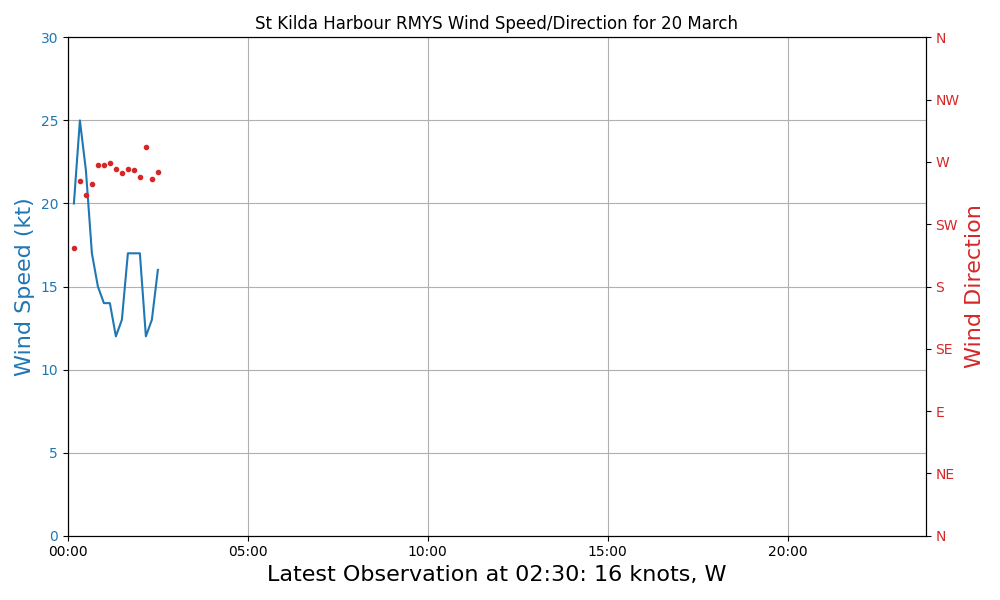 St Kilda Harbour RMYS Wind Speed/Direction for 20 March
30
25
20
15
10
5
0
Wind Speed (kt)
N
NW
W
SW
S
SE
E
NE
N
Wind Direction
00:00
05:00
10:00
15:00
20:00
Latest Observation at 02:30: 16 knots, W